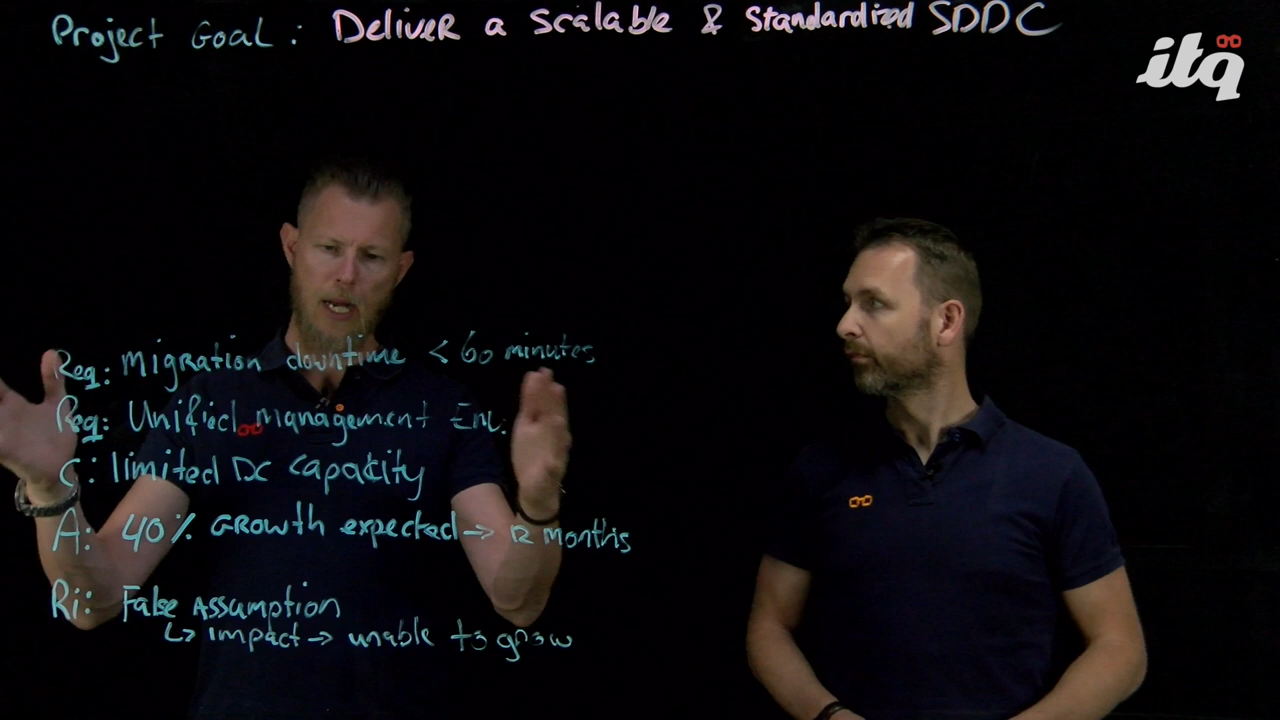 Project Goal: Deliver a Scalable & Standardized SDDC
itq
Req: Migration downtime < 60 minutes
Req: Unified Management Env.
C: limited DC capacity
A: 40% Growth expected → 12 months
Ri: False Assumption
↳ impact → unable to grow